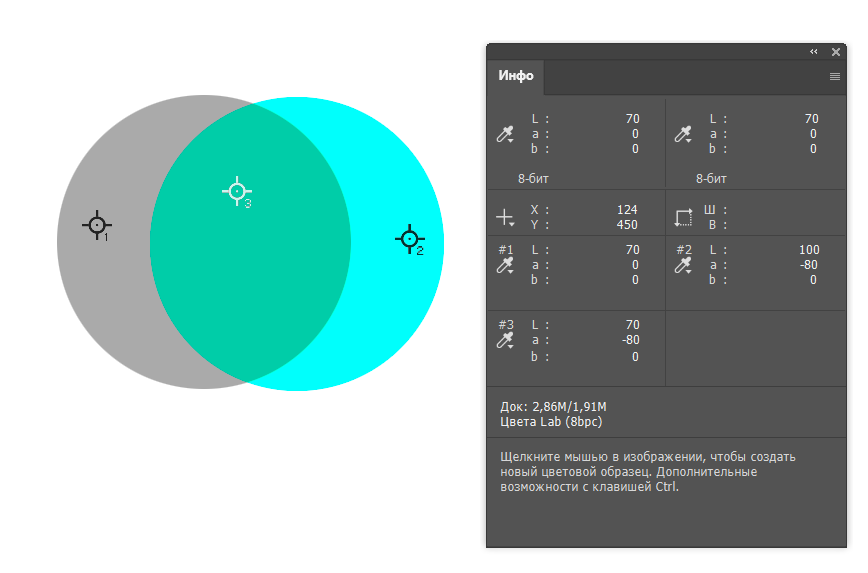 Инфо
L : 70 L : 70
a : 0 a : 0
b : 0 b : 0
8-бит 8-бит
X : 124 Ш :
Y : 450 В :
#1 L : 70 #2 L : 100
a : 0 a : -80
b : 0 b : 0
#3 L : 70
a : -80
b : 0
1
2
3
Док: 2,86M/1,91M
Цвета Lab (8bpc)
Щелкните мышью в изображении, чтобы создать
новый цветовой образец. Дополнительные
возможности с клавишей Ctrl.